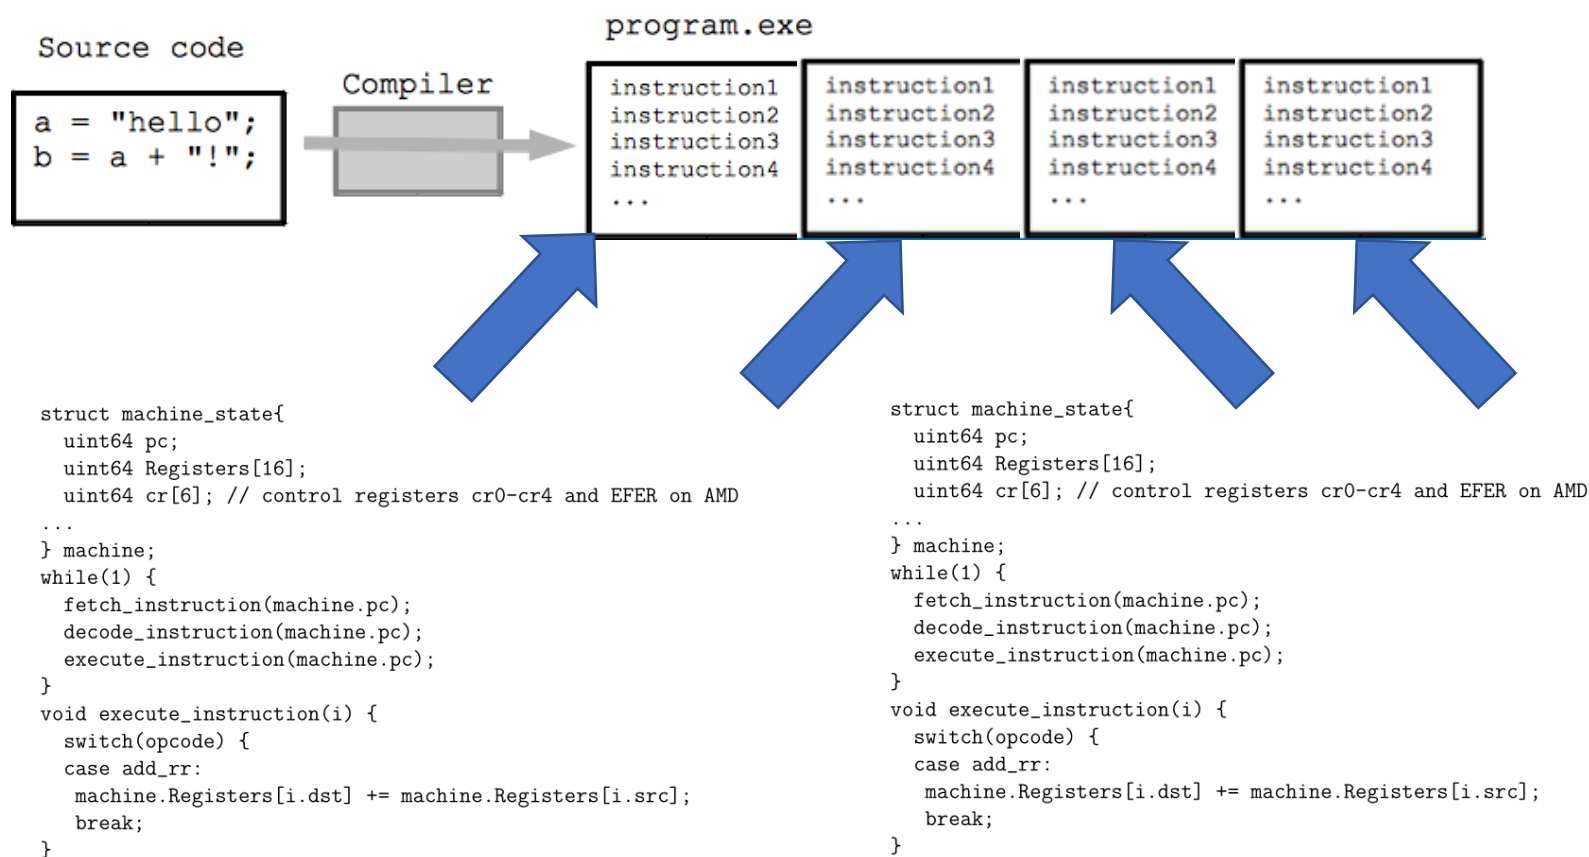 Source code
a = "hello";
b = a + "!";
Compiler
program.exe
instruction1
instruction2
instruction3
instruction4
...
instruction1
instruction2
instruction3
instruction4
...
instruction1
instruction2
instruction3
instruction4
...
instruction1
instruction2
instruction3
instruction4
...
struct machine_state{
  uint64 pc;
  uint64 Registers[16];
  uint64 cr[6]; // control registers cr0-cr4 and EFER on AMD
...
} machine;
while(1) {
  fetch_instruction(machine.pc);
  decode_instruction(machine.pc);
  execute_instruction(machine.pc);
}
void execute_instruction(i) {
  switch(opcode) {
  case add_rr:
   machine.Registers[i.dst] += machine.Registers[i.src];
   break;
}
struct machine_state{
  uint64 pc;
  uint64 Registers[16];
  uint64 cr[6]; // control registers cr0-cr4 and EFER on AMD
...
} machine;
while(1) {
  fetch_instruction(machine.pc);
  decode_instruction(machine.pc);
  execute_instruction(machine.pc);
}
void execute_instruction(i) {
  switch(opcode) {
  case add_rr:
   machine.Registers[i.dst] += machine.Registers[i.src];
   break;
}